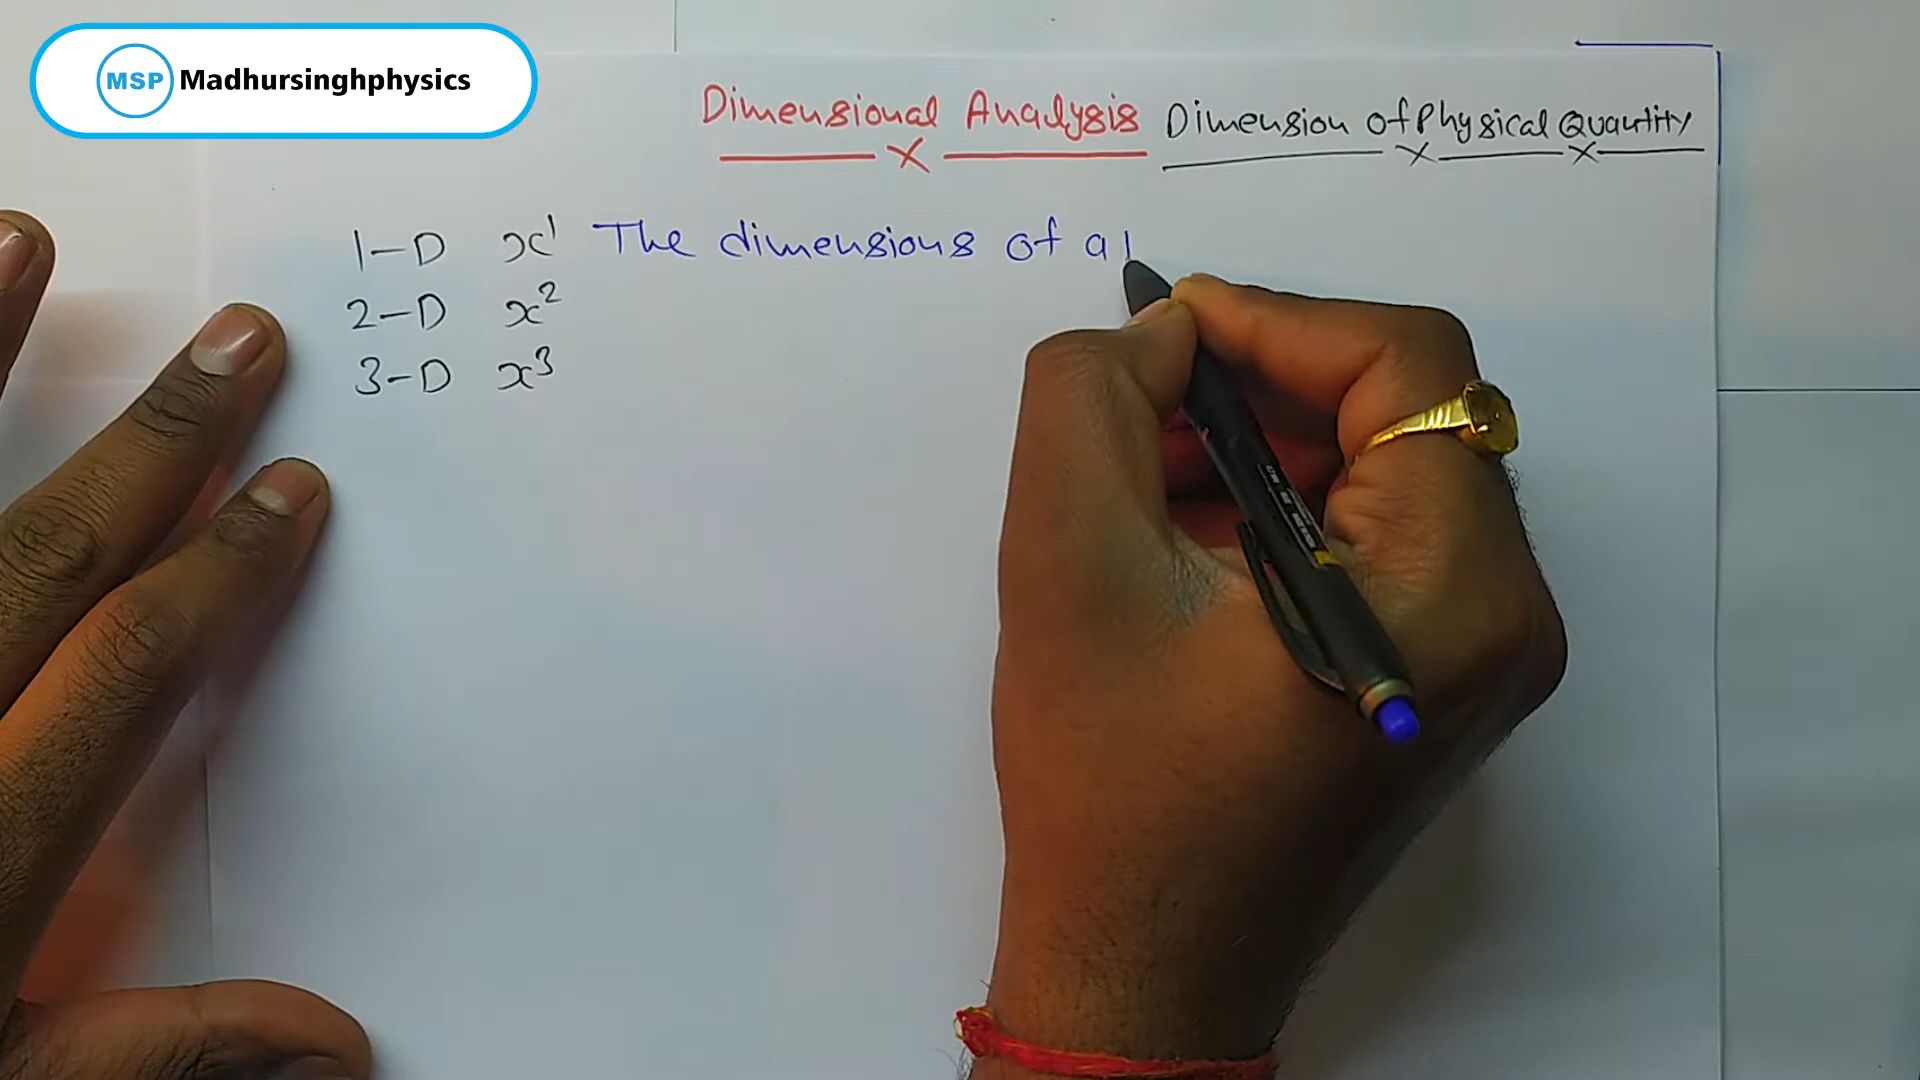 MSP Madhursinghphysics
Dimensional Analysis Dimension of Physical Quantity
1-D x¹ The dimensions of a
2-D x²
3-D x³